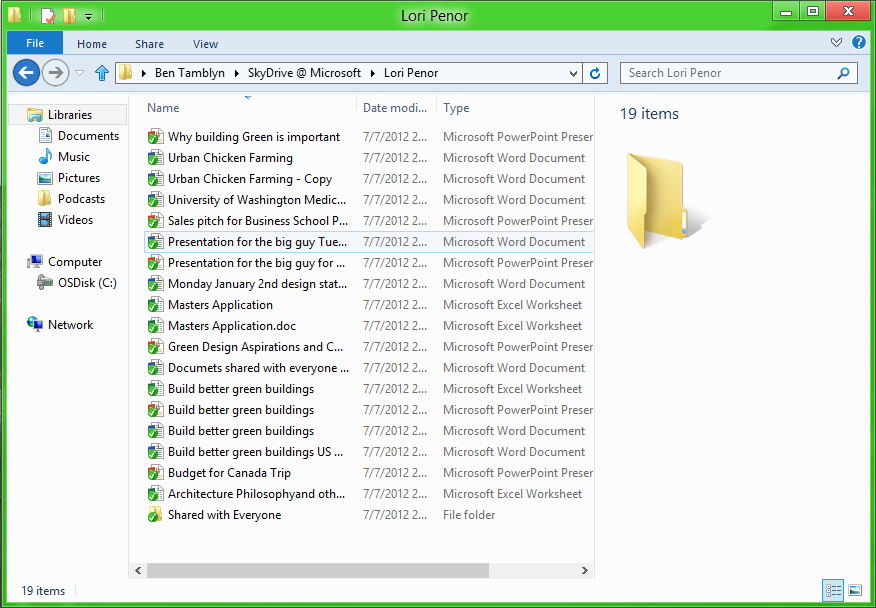 Lori Penor
File Home Share View
Ben Tamblyn SkyDrive @ Microsoft Lori Penor Search Lori Penor
Libraries
Documents
Music
Pictures
Podcasts
Videos
Computer
OSDisk (C:)
Network
Name Date modi... Type
Why building Green is important 7/7/2012 2... Microsoft PowerPoint Presen
Urban Chicken Farming 7/7/2012 2... Microsoft Word Document
Urban Chicken Farming - Copy 7/7/2012 2... Microsoft Word Document
University of Washington Medic... 7/7/2012 2... Microsoft Word Document
Sales pitch for Business School P... 7/7/2012 2... Microsoft PowerPoint Presen
Presentation for the big guy Tue... 7/7/2012 2... Microsoft Word Document
Presentation for the big guy for ... 7/7/2012 2... Microsoft PowerPoint Presen
Monday January 2nd design stat... 7/7/2012 2... Microsoft Word Document
Masters Application 7/7/2012 2... Microsoft Excel Worksheet
Masters Application.doc 7/7/2012 2... Microsoft Excel Worksheet
Green Design Aspirations and C... 7/7/2012 2... Microsoft PowerPoint Presen
Documets shared with everyone ... 7/7/2012 2... Microsoft Word Document
Build better green buildings 7/7/2012 2... Microsoft Excel Worksheet
Build better green buildings 7/7/2012 2... Microsoft PowerPoint Presen
Build better green buildings 7/7/2012 2... Microsoft Word Document
Build better green buildings US ... 7/7/2012 2... Microsoft Word Document
Budget for Canada Trip 7/7/2012 2... Microsoft PowerPoint Presen
Architecture Philosophyand oth... 7/7/2012 2... Microsoft Excel Worksheet
Shared with Everyone 7/7/2012 2... File folder
19 items
19 items